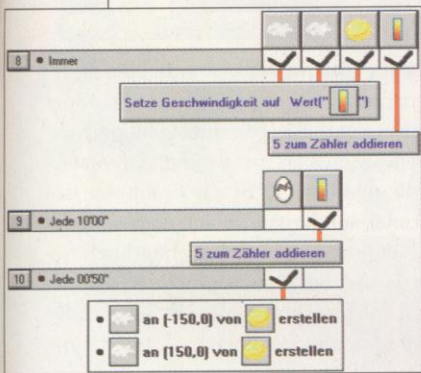 8 • Immer
Setze Geschwindigkeit auf Wert(" ")
5 zum Zähler addieren
9 • Jede 10'00"
5 zum Zähler addieren
10 • Jede 00'50"
• an (-150,0) von erstellen
• an (150,0) von erstellen